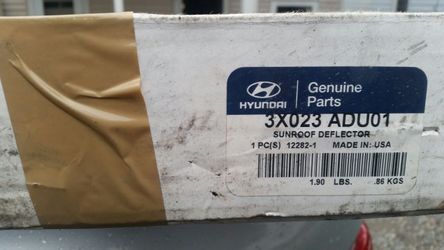 HYUNDAI
Genuine
Parts
3X023 ADU01
SUNROOF DEFLECTOR
1 PC(S) 12282-1 MADE IN: USA
1.90 LBS. .86 KGS